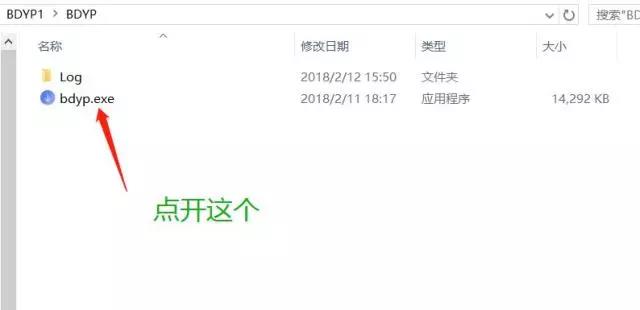 BDYP1 > BDYP
搜索"BD
名称
修改日期
类型
大小
Log
2018/2/12 15:50
文件夹
bdyp.exe
2018/2/11 18:17
应用程序
14,292 KB
点开这个